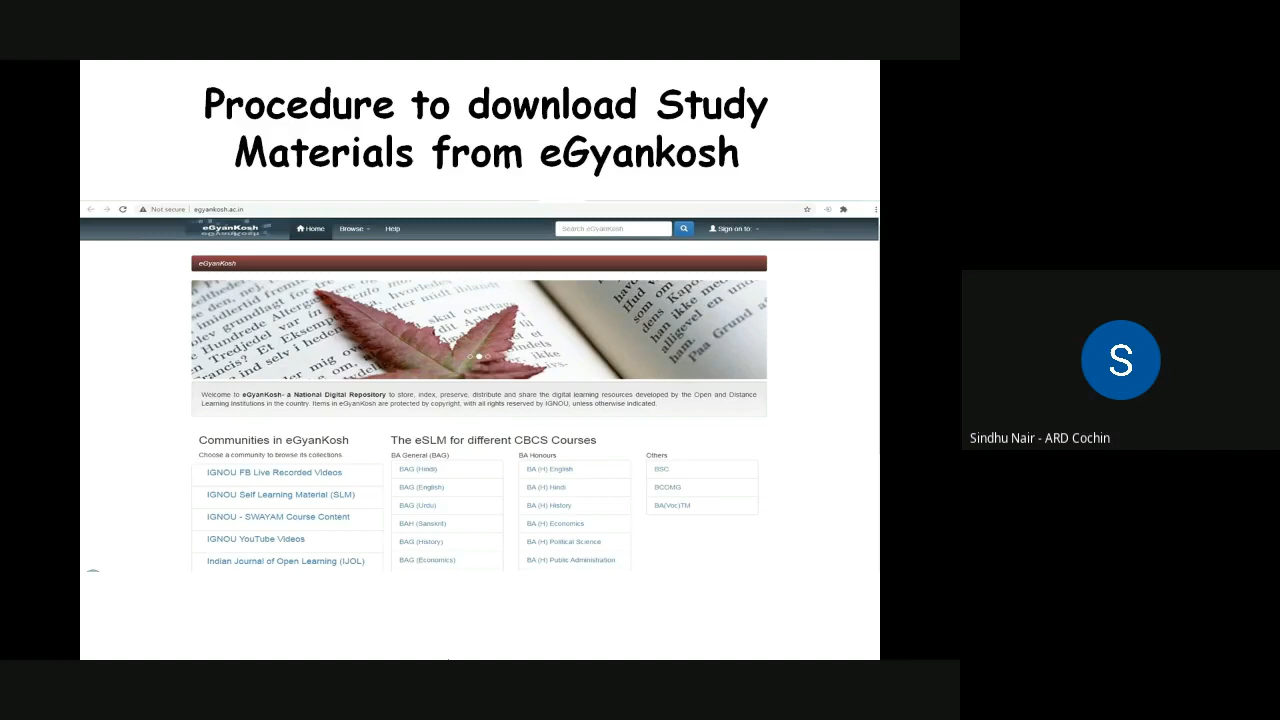 Procedure to download Study
Materials from eGyankosh
Not secure | egyankosh.ac.in
eGyanKosh
Home
Browse
Help
Search eGyanKosh
Sign on to:
eGyanKosh
Welcome to eGyanKosh- a National Digital Repository to store, index, preserve, distribute and share the digital learning resources developed by the Open and Distance
Learning Institutions in the country. Items in eGyanKosh are protected by copyright, with all rights reserved by IGNOU, unless otherwise indicated.
Communities in eGyanKosh
Choose a community to browse its collections.
IGNOU FB Live Recorded Videos
IGNOU Self Learning Material (SLM)
IGNOU - SWAYAM Course Content
IGNOU YouTube Videos
Indian Journal of Open Learning (IJOL)
The eSLM for different CBCS Courses
BA General (BAG)
BAG (Hindi)
BAG (English)
BAG (Urdu)
BAH (Sanskrit)
BAG (History)
BAG (Economics)
BA Honours
BA (H) English
BA (H) Hindi
BA (H) History
BA (H) Economics
BA (H) Political Science
BA (H) Public Administration
Others
BSC
BCOMG
BA(Voc)TM
S
Sindhu Nair - ARD Cochin